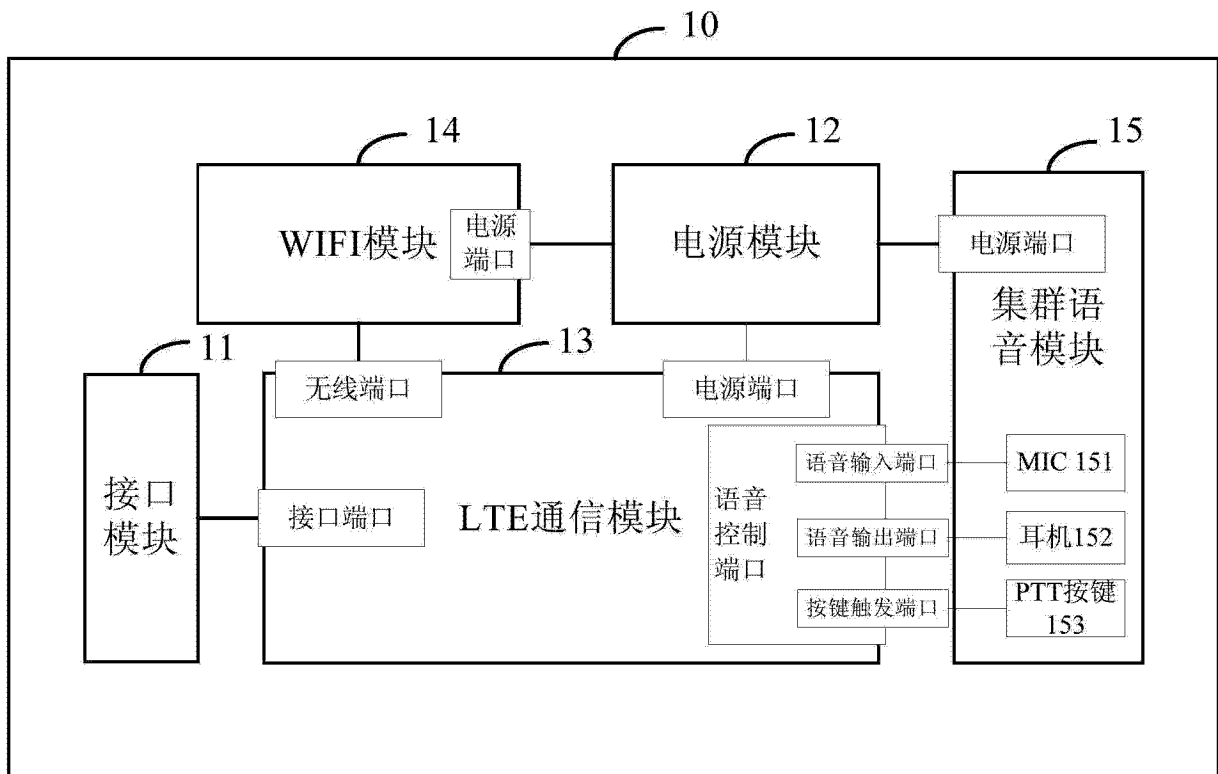 10
14
12
15
WIFI模块
电源
端口
电源模块
电源端口
集群语
音模块
11
13
无线端口
电源端口
接口
模块
接口端口
LTE通信模块
语音
控制
端口
语音输入端口
语音输出端口
按键触发端口
MIC 151
耳机152
PTT按键
153